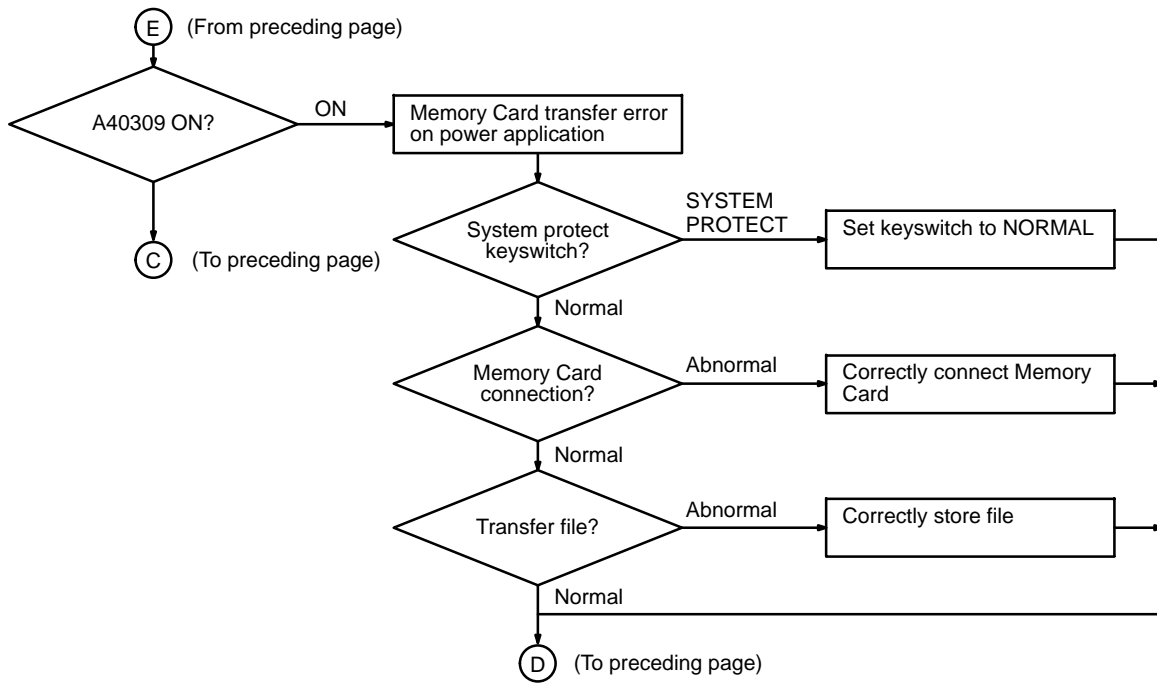 E (From preceding page)
A40309 ON?
ON
Memory Card transfer error
on power application
C (To preceding page)
System protect
keyswitch?
SYSTEM
PROTECT
Set keyswitch to NORMAL
Normal
Memory Card
connection?
Abnormal
Correctly connect Memory
Card
Normal
Transfer file?
Abnormal
Correctly store file
Normal
D (To preceding page)